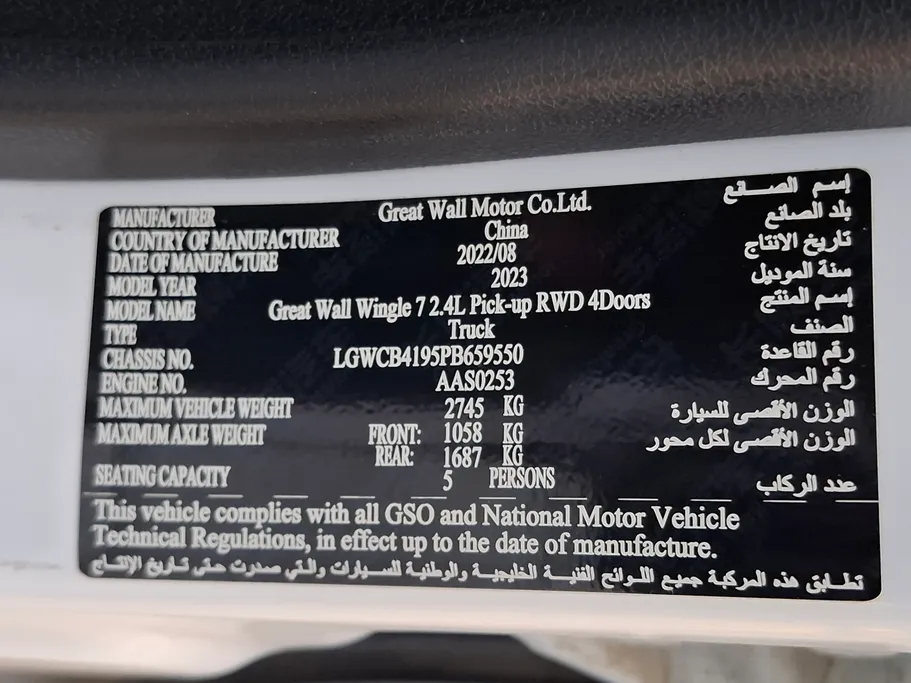 MANUFACTURER Great Wall Motor Co.Ltd. إسم الصانع
COUNTRY OF MANUFACTURER China بلد الصانع
DATE OF MANUFACTURE 2022/08 تاريخ الانتاج
MODEL YEAR 2023 سنة الموديل
MODEL NAME Great Wall Wingle 7 2.4L Pick-up RWD 4Doors إسم المنتج
TYPE Truck الصنف
CHASSIS NO. LGWCB4195PB659550 رقم القاعدة
ENGINE NO. AAS0253 رقم المحرك
MAXIMUM VEHICLE WEIGHT 2745 KG الوزن الأقصى للسيارة
MAXIMUM AXLE WEIGHT FRONT: 1058 KG الوزن الأقصى لكل محور
REAR: 1687 KG
SEATING CAPACITY 5 PERSONS عدد الركاب
This vehicle complies with all GSO and National Motor Vehicle
Technical Regulations, in effect up to the date of manufacture.
تطابق هذه المركبة جميع اللوائح الفنية الخليجية والوطنية للسيارات والتي صدرت حتى تاريخ الإنتاج